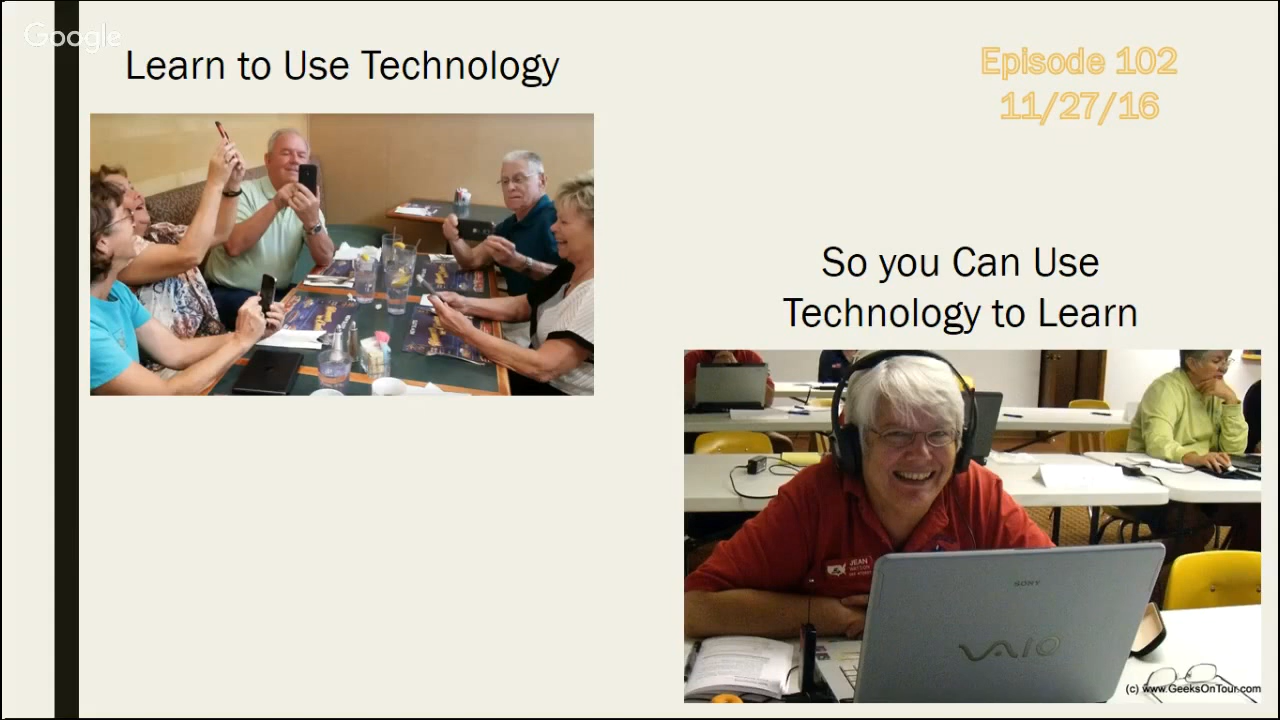 Google
Learn to Use Technology
Episode 102
11/27/16
So you Can Use
Technology to Learn
JEAN
SONY
VAIO
(c) www.GeeksOnTour.com